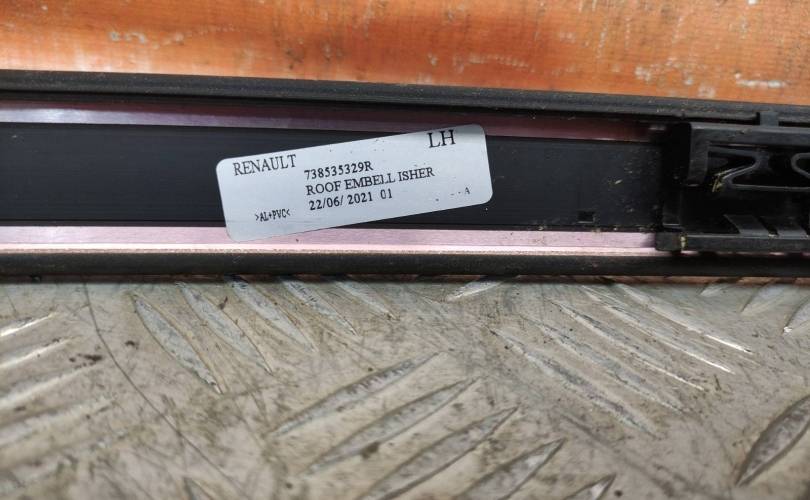 RENAULT LH
738535329R
ROOF EMBELL ISHER
>AL+PVC< 22/06/ 2021 01 A